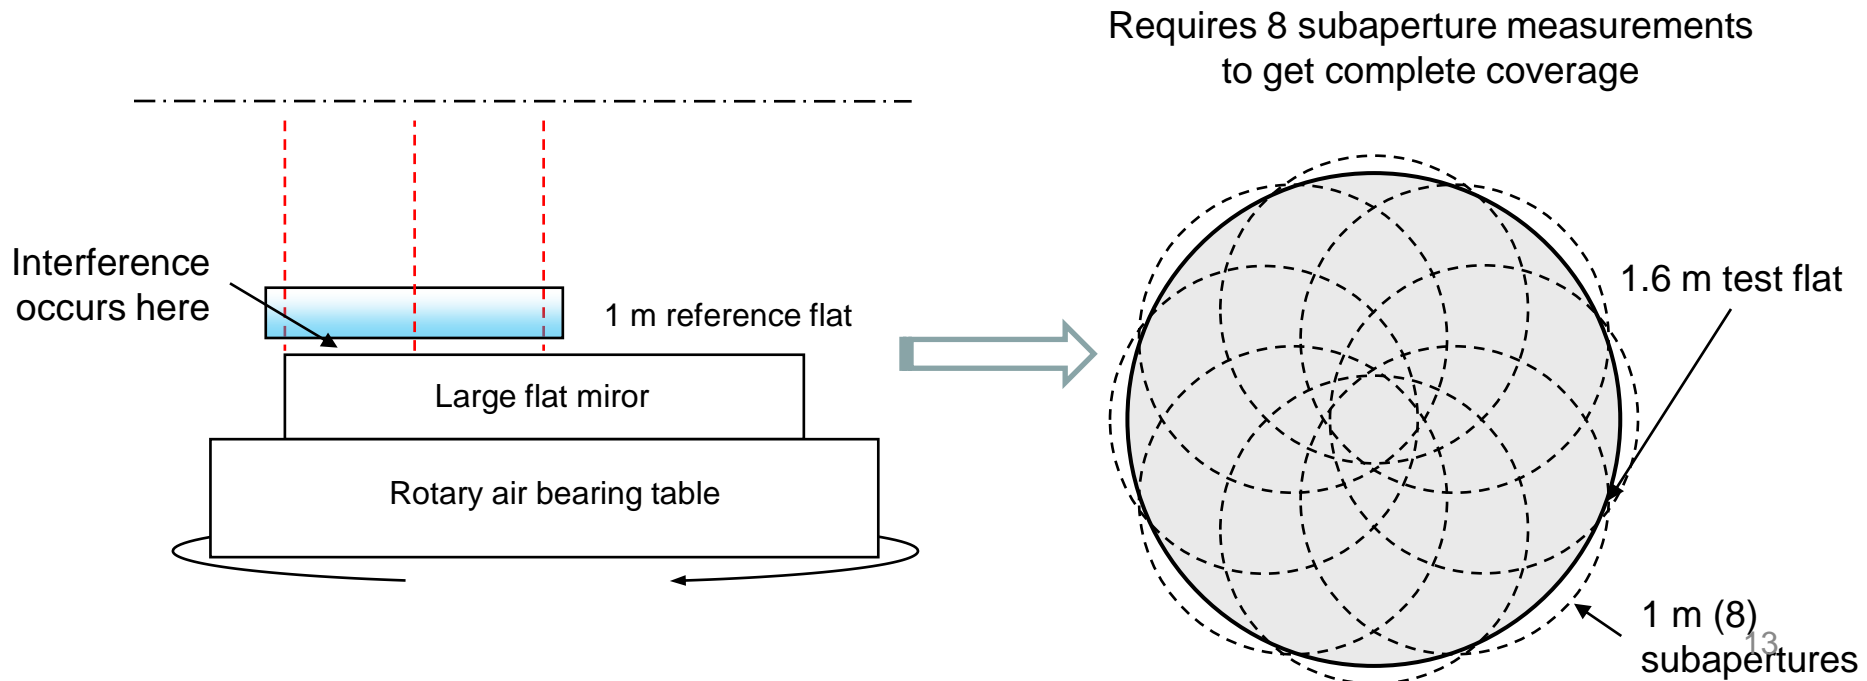 Requires 8 subaperture measurements
to get complete coverage
Interference
occurs here
1 m reference flat
Large flat miror
Rotary air bearing table
1.6 m test flat
1 m (8)
subapertures
13